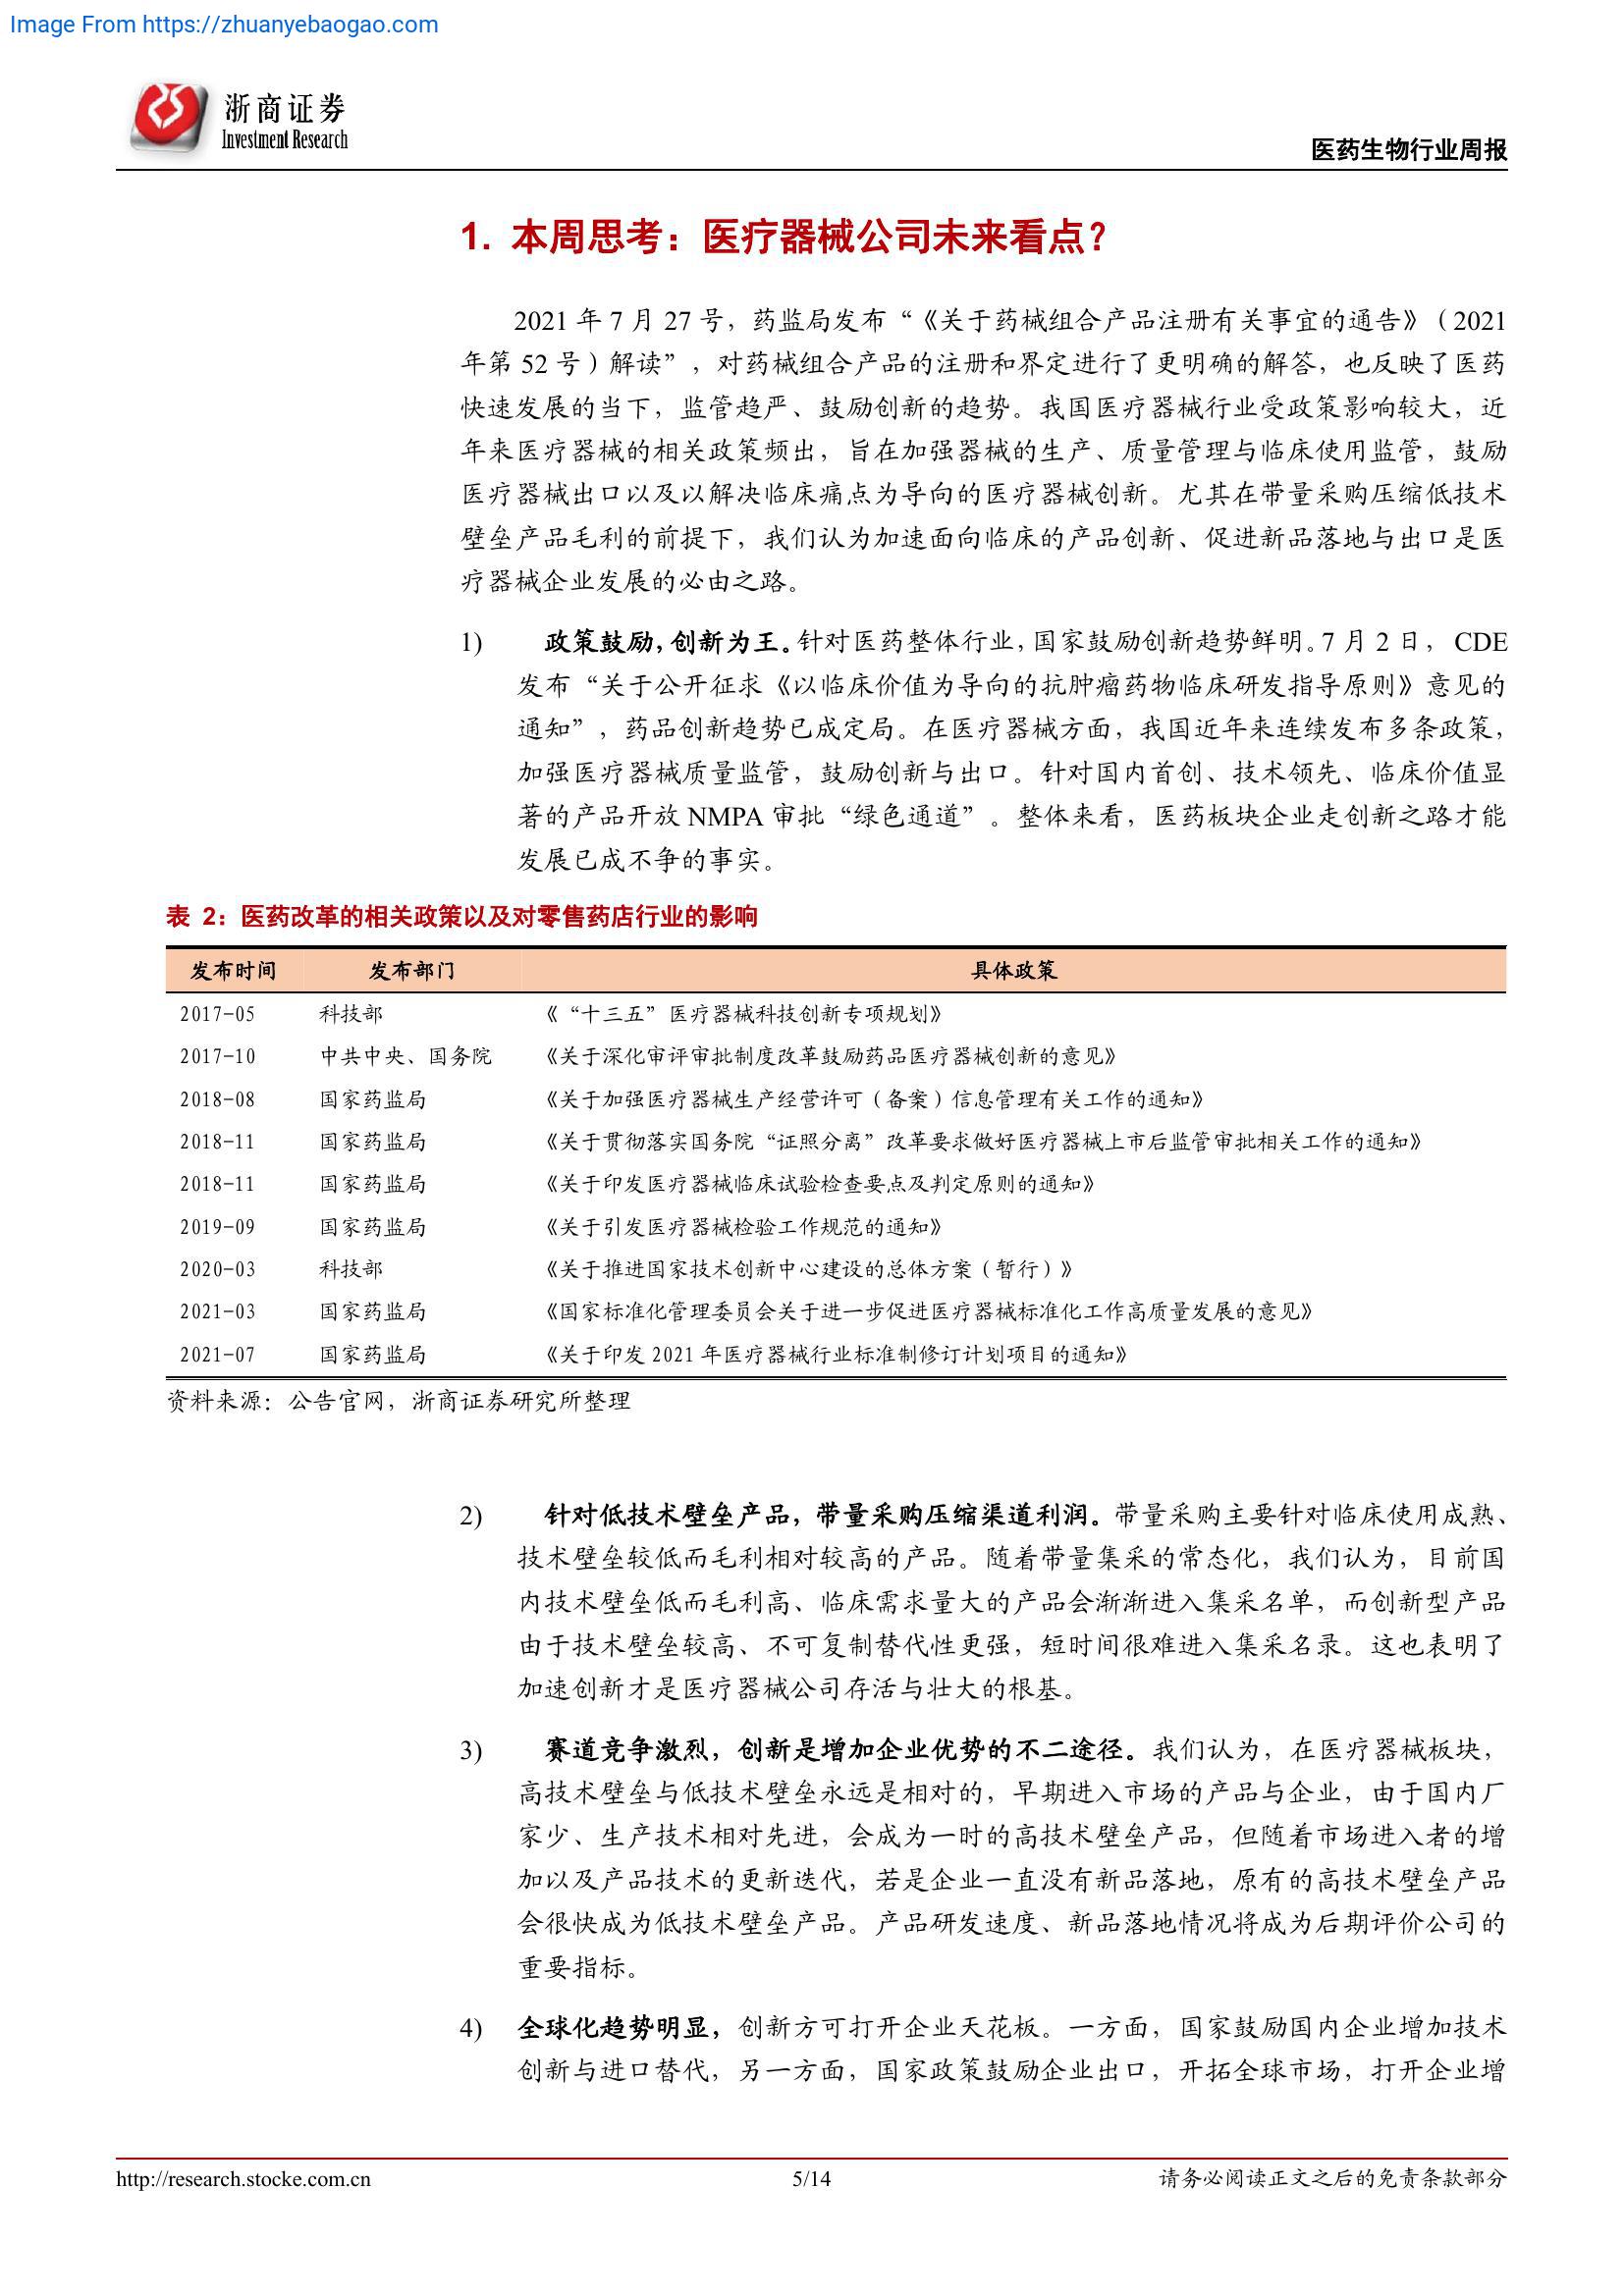 Image From https://zhuanyebaogao.com
浙商证券
Investment Research
医药生物行业周报
1. 本周思考：医疗器械公司未来看点？
2021 年 7 月 27 号，药监局发布“《关于药械组合产品注册有关事宜的通告》（2021
年第 52 号）解读”，对药械组合产品的注册和界定进行了更明确的解答，也反映了医药
快速发展的当下，监管趋严、鼓励创新的趋势。我国医疗器械行业受政策影响较大，近
年来医疗器械的相关政策频出，旨在加强器械的生产、质量管理与临床使用监管，鼓励
医疗器械出口以及以解决临床痛点为导向的医疗器械创新。尤其在带量采购压缩低技术
壁垒产品毛利的前提下，我们认为加速面向临床的产品创新、促进新品落地与出口是医
疗器械企业发展的必由之路。
1) 政策鼓励，创新为王。针对医药整体行业，国家鼓励创新趋势鲜明。7 月 2 日， CDE
发布“关于公开征求《以临床价值为导向的抗肿瘤药物临床研发指导原则》意见的
通知”，药品创新趋势已成定局。在医疗器械方面，我国近年来连续发布多条政策，
加强医疗器械质量监管，鼓励创新与出口。针对国内首创、技术领先、临床价值显
著的产品开放 NMPA 审批“绿色通道”。整体来看，医药板块企业走创新之路才能
发展已成不争的事实。
表 2：医药改革的相关政策以及对零售药店行业的影响
发布时间 发布部门 具体政策
2017-05 科技部 《“十三五”医疗器械科技创新专项规划》
2017-10 中共中央、国务院 《关于深化审评审批制度改革鼓励药品医疗器械创新的意见》
2018-08 国家药监局 《关于加强医疗器械生产经营许可（备案）信息管理有关工作的通知》
2018-11 国家药监局 《关于贯彻落实国务院“证照分离”改革要求做好医疗器械上市后监管审批相关工作的通知》
2018-11 国家药监局 《关于印发医疗器械临床试验检查要点及判定原则的通知》
2019-09 国家药监局 《关于引发医疗器械检验工作规范的通知》
2020-03 科技部 《关于推进国家技术创新中心建设的总体方案（暂行）》
2021-03 国家药监局 《国家标准化管理委员会关于进一步促进医疗器械标准化工作高质量发展的意见》
2021-07 国家药监局 《关于印发 2021 年医疗器械行业标准制修订计划项目的通知》
资料来源：公告官网，浙商证券研究所整理
2) 针对低技术壁垒产品，带量采购压缩渠道利润。带量采购主要针对临床使用成熟、
技术壁垒较低而毛利相对较高的产品。随着带量集采的常态化，我们认为，目前国
内技术壁垒低而毛利高、临床需求量大的产品会渐渐进入集采名单，而创新型产品
由于技术壁垒较高、不可复制替代性更强，短时间很难进入集采名录。这也表明了
加速创新才是医疗器械公司存活与壮大的根基。
3) 赛道竞争激烈，创新是增加企业优势的不二途径。我们认为，在医疗器械板块，
高技术壁垒与低技术壁垒永远是相对的，早期进入市场的产品与企业，由于国内厂
家少、生产技术相对先进，会成为一时的高技术壁垒产品，但随着市场进入者的增
加以及产品技术的更新迭代，若是企业一直没有新品落地，原有的高技术壁垒产品
会很快成为低技术壁垒产品。产品研发速度、新品落地情况将成为后期评价公司的
重要指标。
4) 全球化趋势明显，创新方可打开企业天花板。一方面，国家鼓励国内企业增加技术
创新与进口替代，另一方面，国家政策鼓励企业出口，开拓全球市场，打开企业增
http://research.stocke.com.cn 5/14 请务必阅读正文之后的免责条款部分